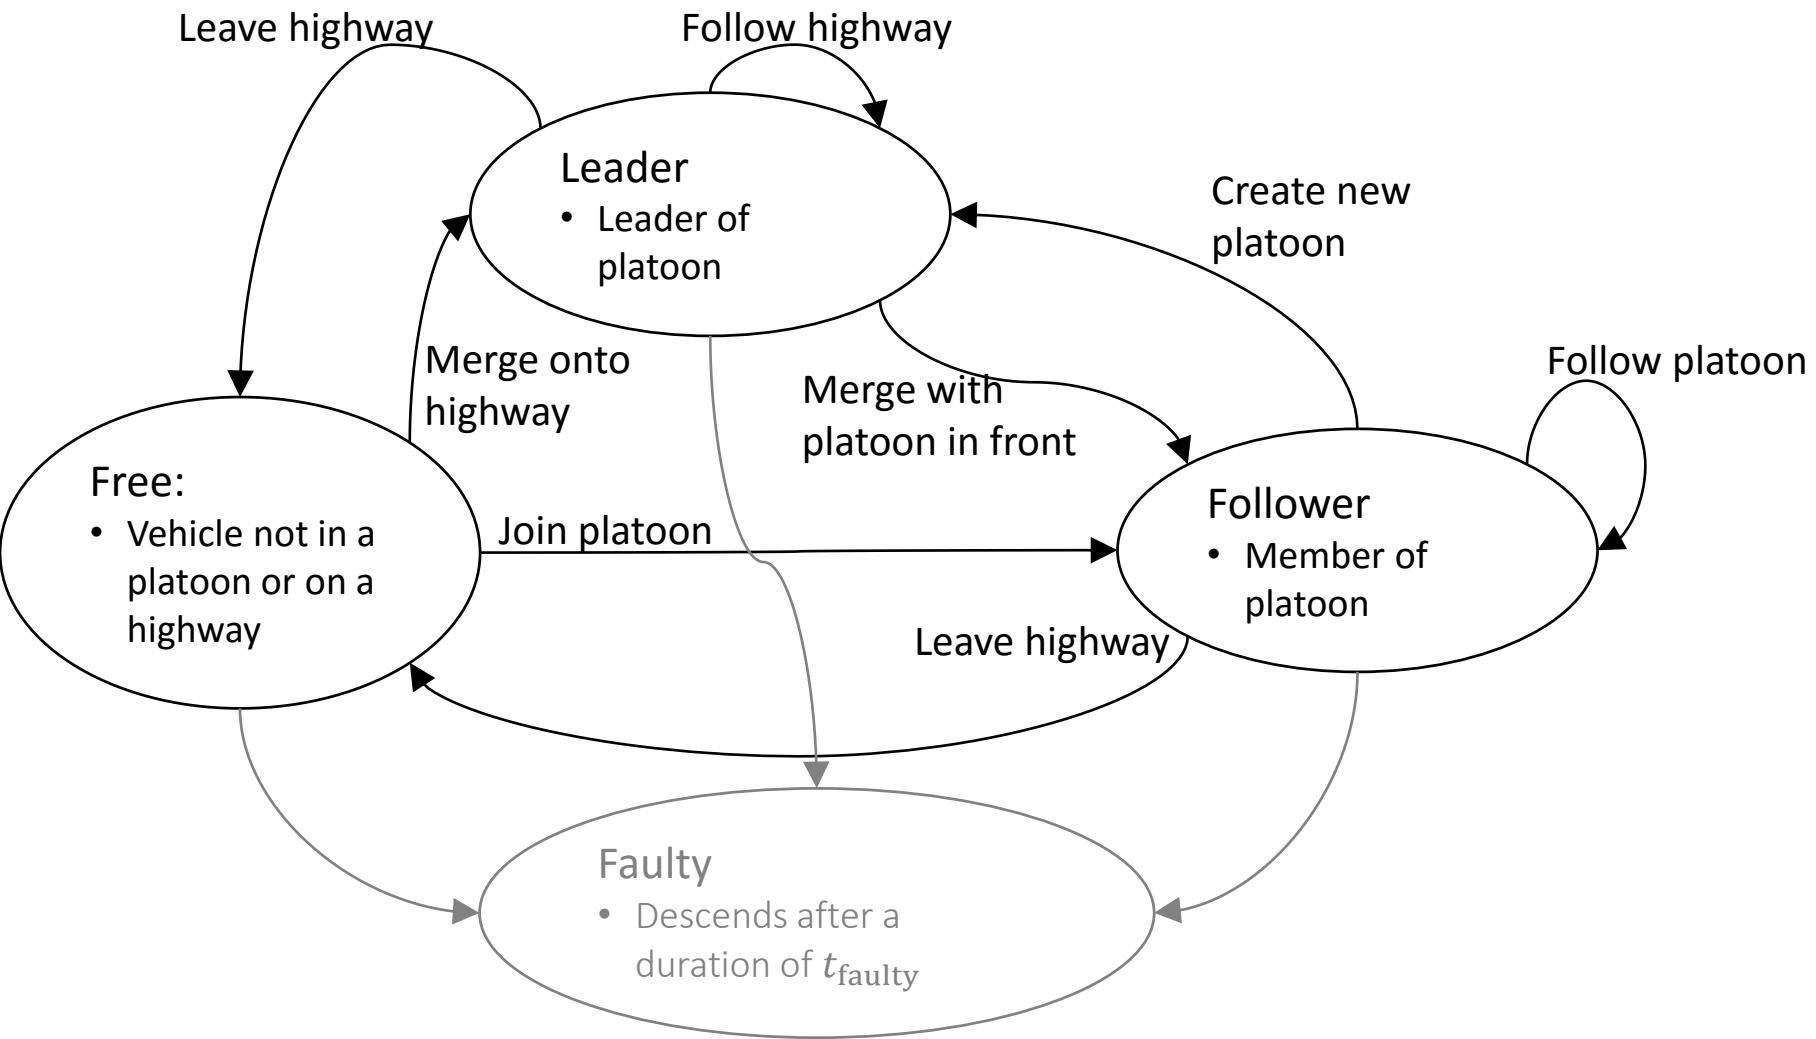 Leave highway
Follow highway
Leader
• Leader of
platoon
Create new
platoon
Merge onto
highway
Merge with
platoon in front
Follow platoon
Free:
• Vehicle not in a
platoon or on a
highway
Join platoon
Follower
• Member of
platoon
Leave highway
Faulty
• Descends after a
duration of t_faulty